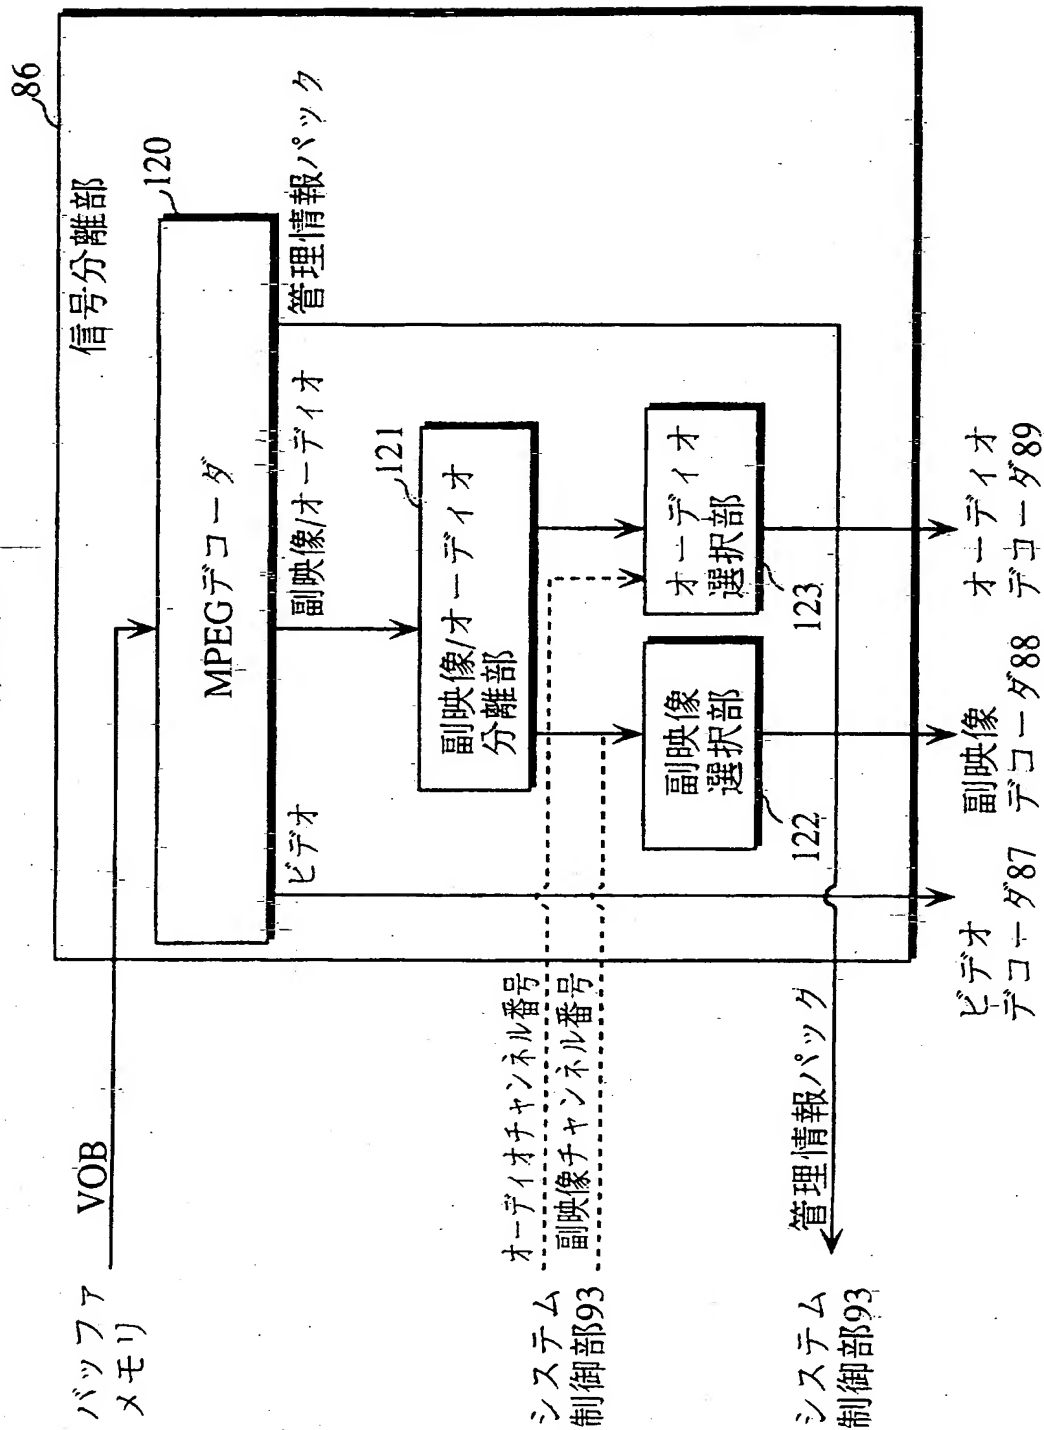 86
信号分離部
120
MPEGデコーダ
バッファ
メモリ
VOB
ビデオ
副映像/オーディオ
管理情報パック
121
副映像/オーディオ
分離部
オーディオチャンネル番号
副映像チャンネル番号
システム
制御部93
副映像
選択部
122
オーディオ
選択部
123
管理情報パック
システム
制御部93
ビデオ
デコーダ87
副映像
デコーダ88
オーディオ
デコーダ89